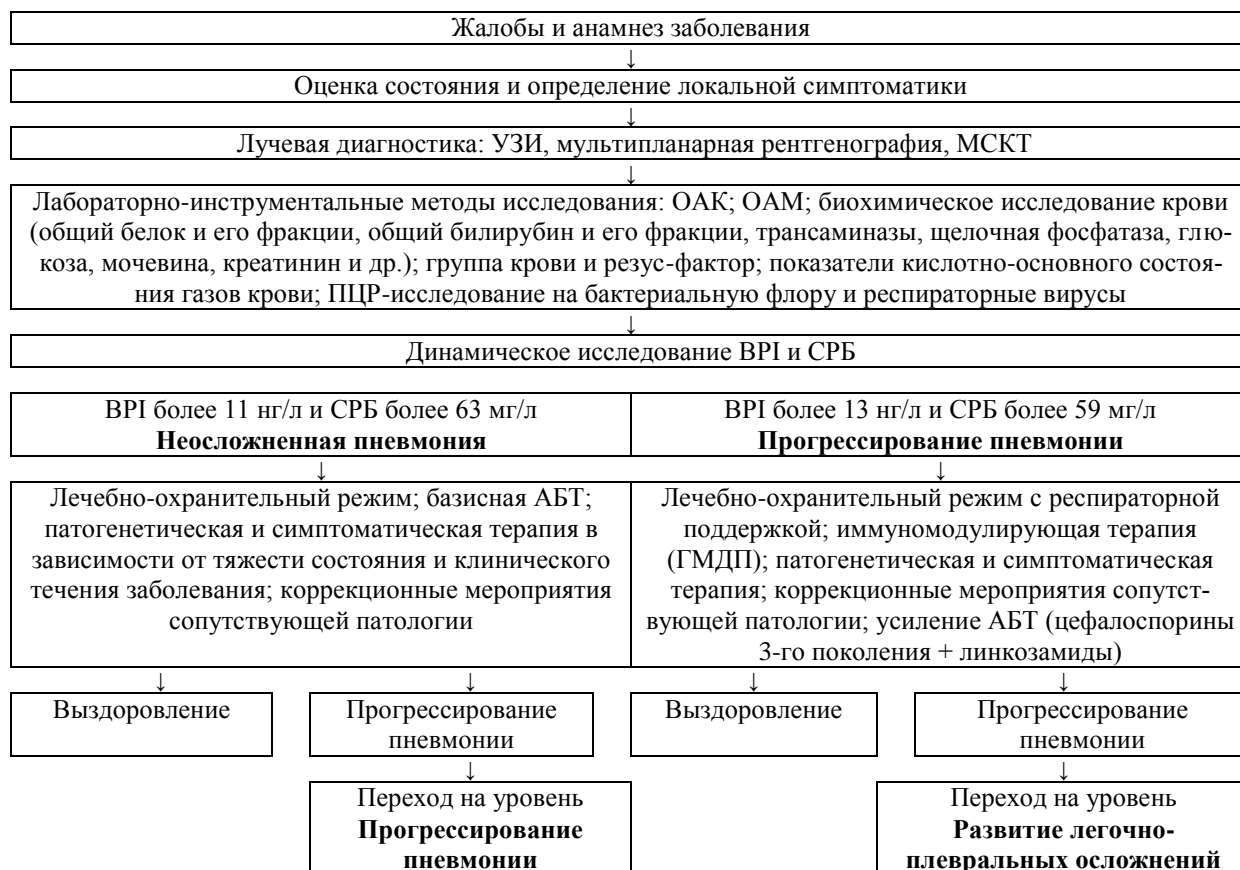 Жалобы и анамнез заболевания
↓
Оценка состояния и определение локальной симптоматики
↓
Лучевая диагностика: УЗИ, мультипланарная рентгенография, МСКТ
↓
Лабораторно-инструментальные методы исследования: ОАК; ОАМ; биохимическое исследование крови
(общий белок и его фракции, общий билирубин и его фракции, трансаминазы, щелочная фосфатаза, глю-
коза, мочевина, креатинин и др.); группа крови и резус-фактор; показатели кислотно-основного состоя-
ния газов крови; ПЦР-исследование на бактериальную флору и респираторные вирусы
↓
Динамическое исследование BPI и СРБ
BPI более 11 нг/л и СРБ более 63 мг/л
Неосложненная пневмония
↓
Лечебно-охранительный режим; базисная АБТ;
патогенетическая и симптоматическая терапия в
зависимости от тяжести состояния и клинического
течения заболевания; коррекционные мероприятия
сопутствующей патологии
↓ ↓
Выздоровление
Прогрессирование
пневмонии
↓
Переход на уровень
Прогрессирование
пневмонии
BPI более 13 нг/л и СРБ более 59 мг/л
Прогрессирование пневмонии
↓
Лечебно-охранительный режим с респираторной
поддержкой; иммуномодулирующая терапия
(ГМДП); патогенетическая и симптоматическая
терапия; коррекционные мероприятия сопутст-
вующей патологии; усиление АБТ (цефалоспорины
3-го поколения + линкозамиды)
↓ ↓
Выздоровление
Прогрессирование
пневмонии
↓
Переход на уровень
Развитие легочно-
плевральных осложнений